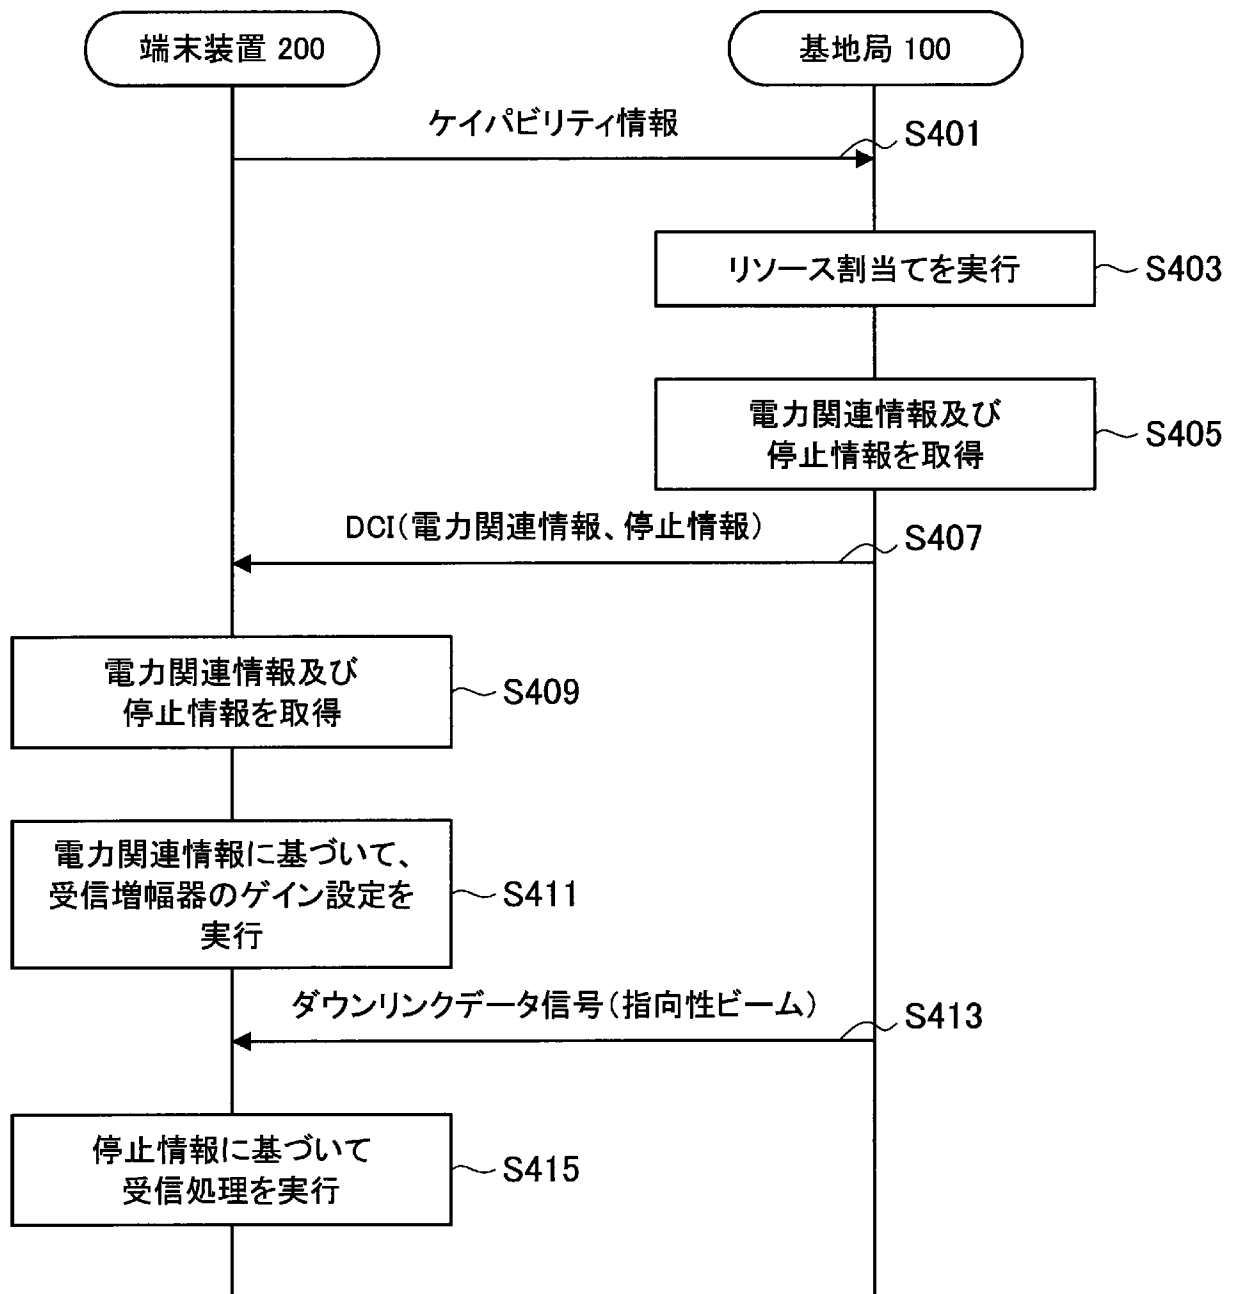 端末装置 200
基地局 100
ケイパビリティ情報
S401
リソース割当てを実行
S403
電力関連情報及び
停止情報を取得
S405
DCI(電力関連情報、停止情報)
S407
電力関連情報及び
停止情報を取得
S409
電力関連情報に基づいて、
受信増幅器のゲイン設定を
実行
S411
ダウンリンクデータ信号(指向性ビーム)
S413
停止情報に基づいて
受信処理を実行
S415